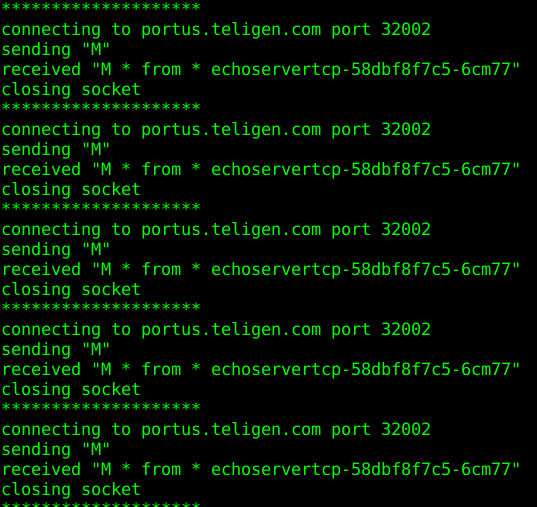 ********************
connecting to portus.teligen.com port 32002
sending "M"
received "M * from * echoservertcp-58dbf8f7c5-6cm77"
closing socket
********************
connecting to portus.teligen.com port 32002
sending "M"
received "M * from * echoservertcp-58dbf8f7c5-6cm77"
closing socket
********************
connecting to portus.teligen.com port 32002
sending "M"
received "M * from * echoservertcp-58dbf8f7c5-6cm77"
closing socket
********************
connecting to portus.teligen.com port 32002
sending "M"
received "M * from * echoservertcp-58dbf8f7c5-6cm77"
closing socket
********************
connecting to portus.teligen.com port 32002
sending "M"
received "M * from * echoservertcp-58dbf8f7c5-6cm77"
closing socket
********************